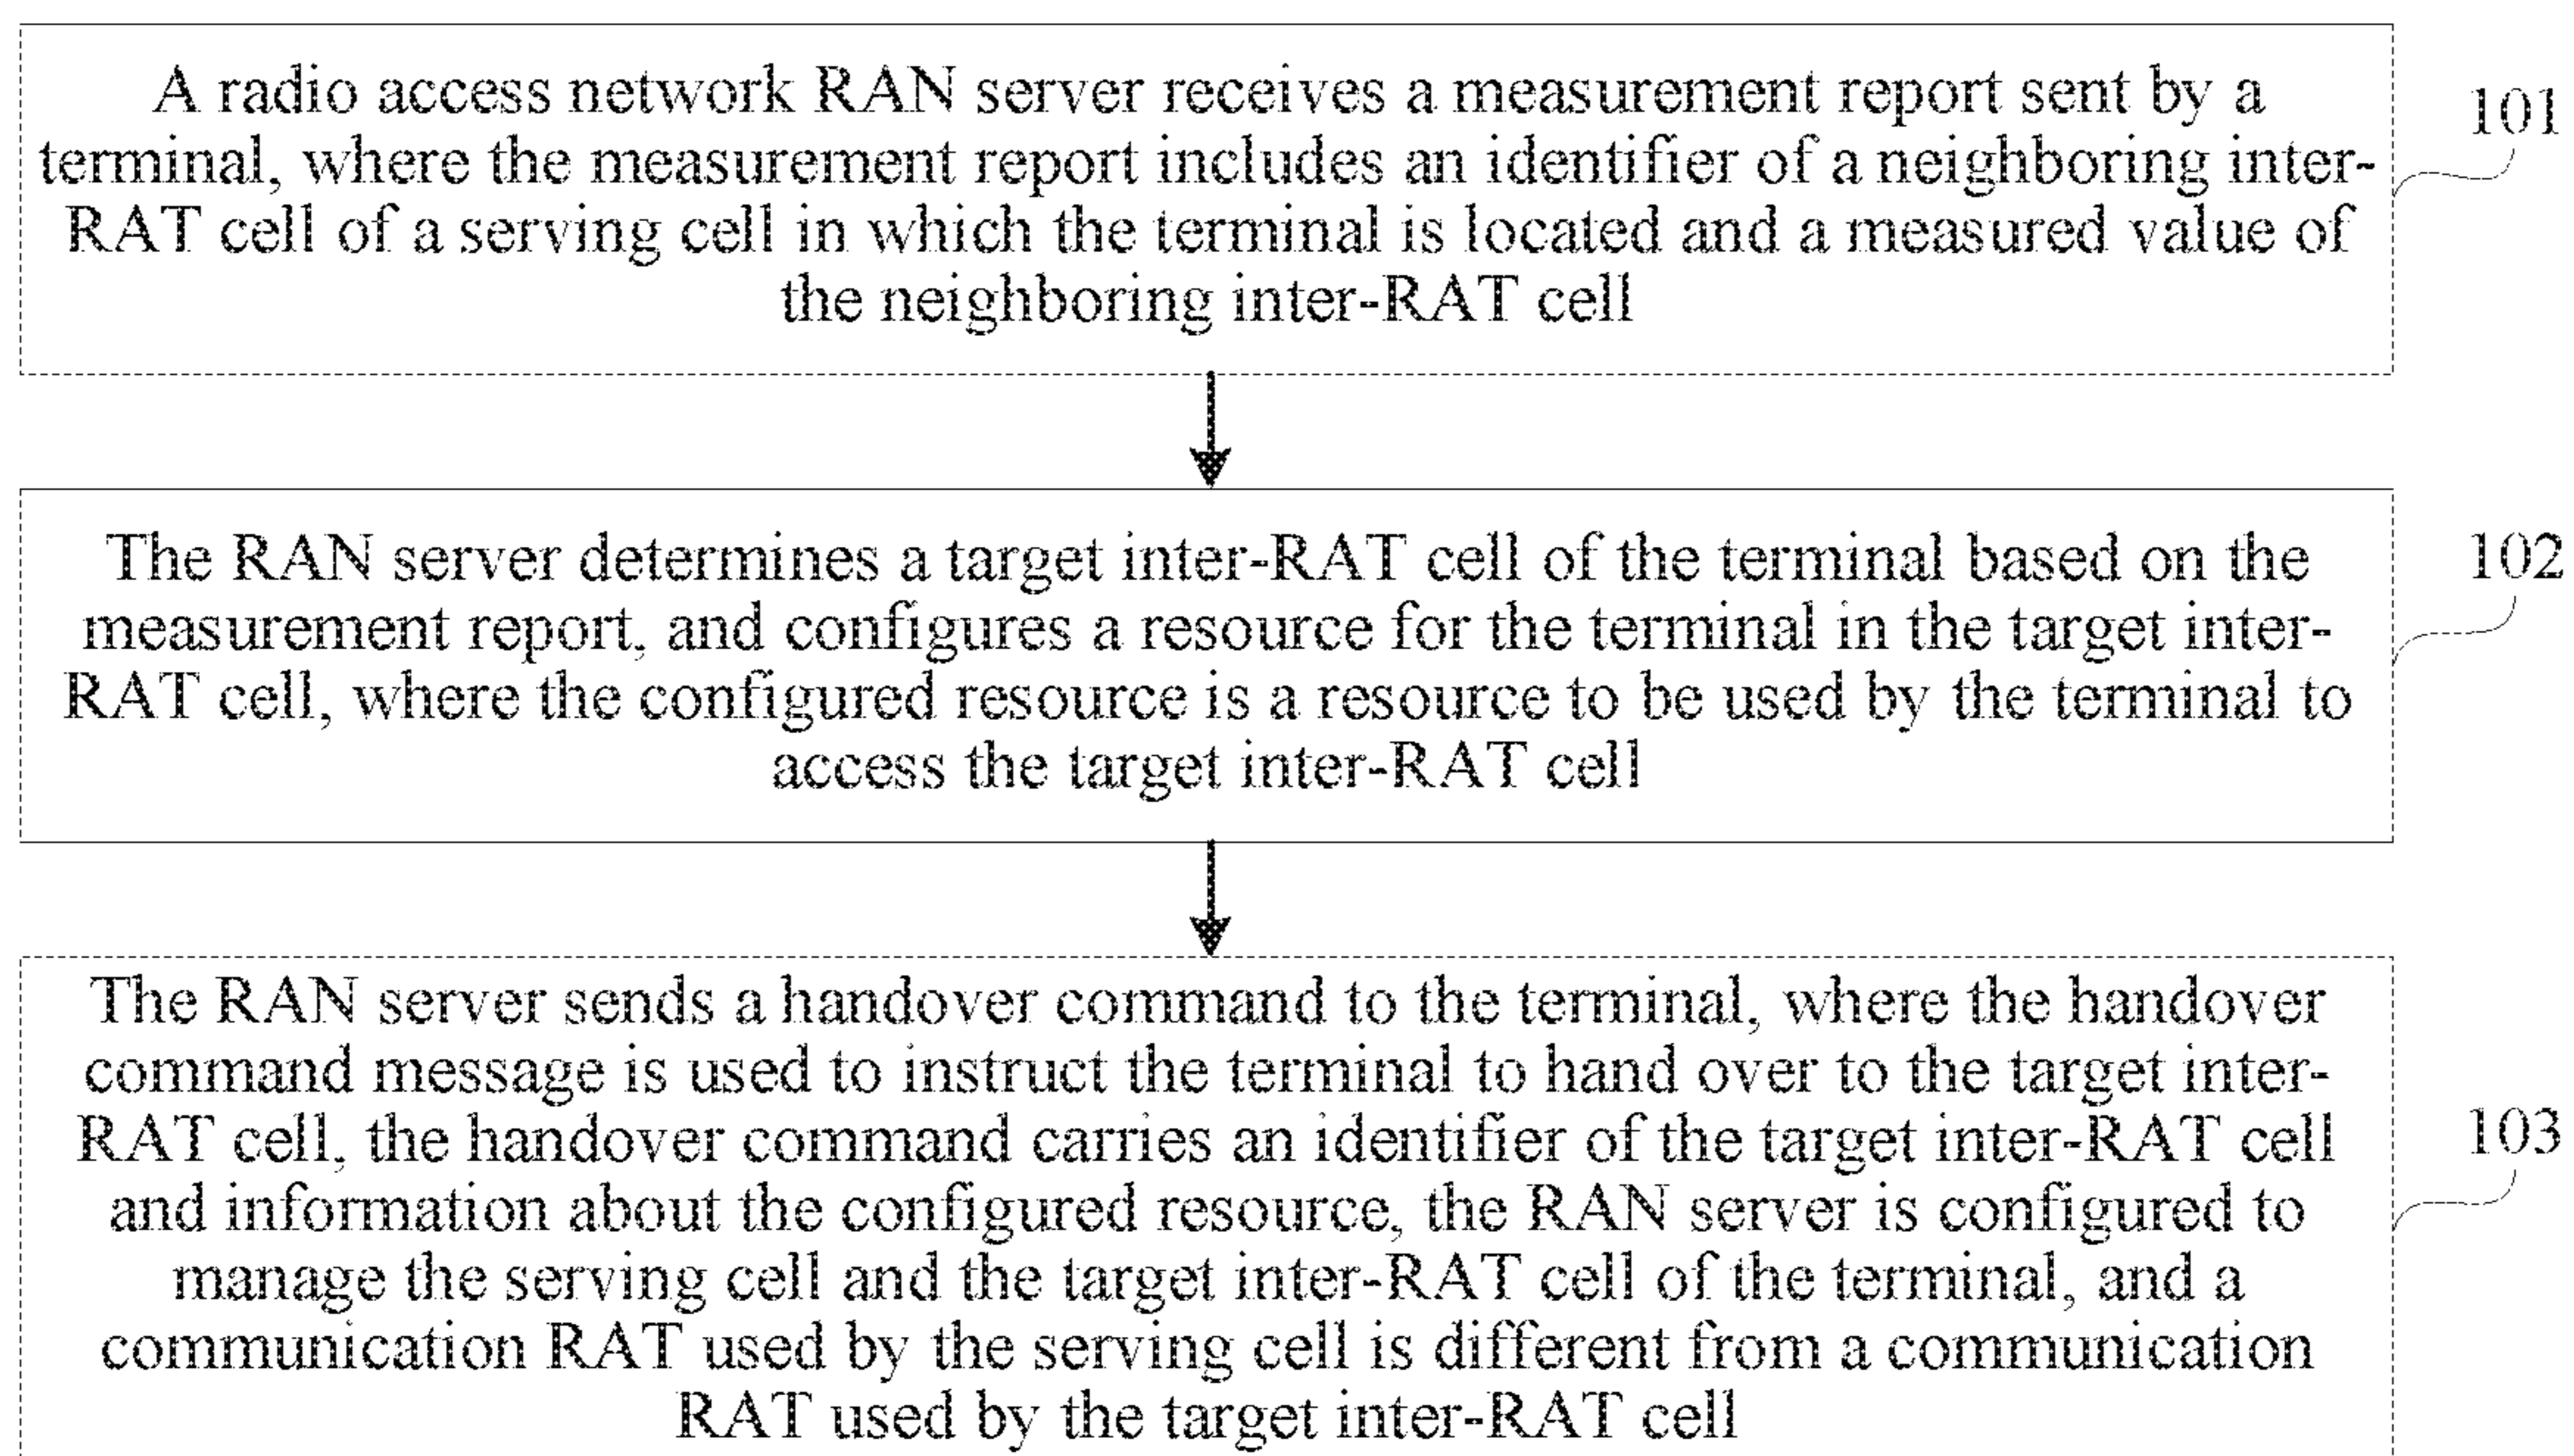 A radio access network RAN server receives a measurement report sent by a
terminal, where the measurement report includes an identifier of a neighboring inter-
RAT cell of a serving cell in which the terminal is located and a measured value of
the neighboring inter-RAT cell
101
The RAN server determines a target inter-RAT cell of the terminal based on the
measurement report, and configures a resource for the terminal in the target inter-
RAT cell, where the configured resource is a resource to be used by the terminal to
access the target inter-RAT cell
102
The RAN server sends a handover command to the terminal, where the handover
command message is used to instruct the terminal to hand over to the target inter-
RAT cell, the handover command carries an identifier of the target inter-RAT cell
and information about the configured resource, the RAN server is configured to
manage the serving cell and the target inter-RAT cell of the terminal, and a
communication RAT used by the serving cell is different from a communication
RAT used by the target inter-RAT cell
103